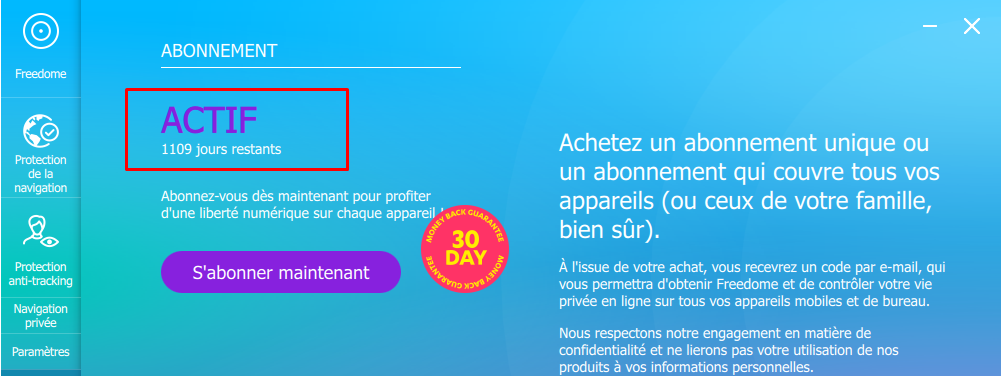 Freedome
Protection
de la
navigation
Protection
anti-tracking
Navigation
privée
Paramètres
ABONNEMENT
ACTIF
1109 jours restants
Abonnez-vous dès maintenant pour profiter
d'une liberté numérique sur chaque appareil !
S'abonner maintenant
MONEY BACK GUARANTEE
30
DAY
MONEY BACK GUARANTEE
Achetez un abonnement unique ou
un abonnement qui couvre tous vos
appareils (ou ceux de votre famille,
bien sûr).
À l'issue de votre achat, vous recevrez un code par e-mail, qui
vous permettra d'obtenir Freedome et de contrôler votre vie
privée en ligne sur tous vos appareils mobiles et de bureau.
Nous respectons notre engagement en matière de
confidentialité et ne lierons pas votre utilisation de nos
produits à vos informations personnelles.